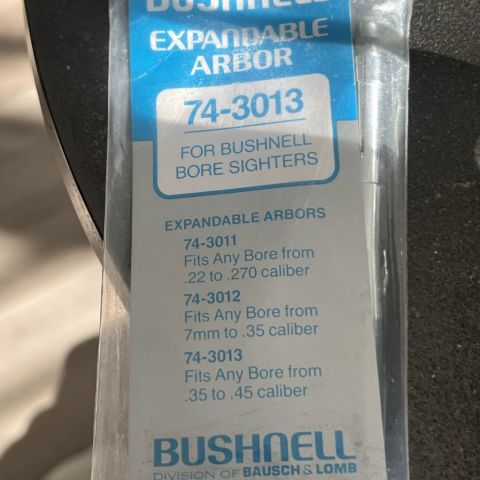 BUSHNELL
EXPANDABLE
ARBOR
74-3013
FOR BUSHNELL
BORE SIGHTERS
EXPANDABLE ARBORS
74-3011
Fits Any Bore from
.22 to .270 caliber
74-3012
Fits Any Bore from
7mm to .35 caliber
74-3013
Fits Any Bore from
.35 to .45 caliber
BUSHNELL
DIVISION OF BAUSCH & LOMB